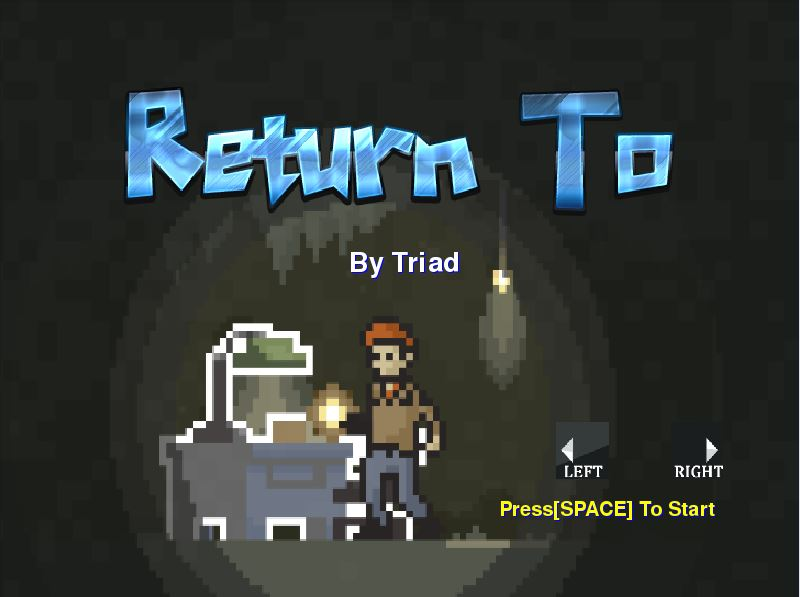 Return To
By Triad
LEFT RIGHT
Press[SPACE] To Start